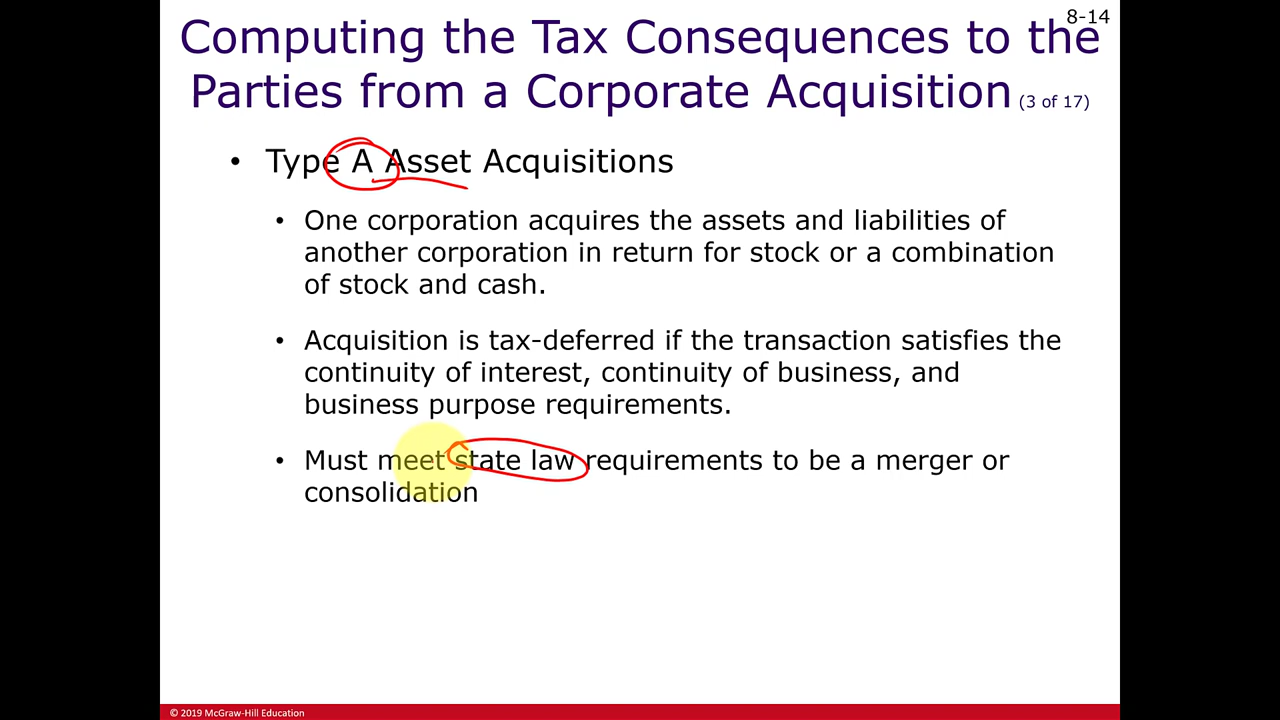 8-14
Computing the Tax Consequences to the
Parties from a Corporate Acquisition (3 of 17)
• Type A Asset Acquisitions
• One corporation acquires the assets and liabilities of
another corporation in return for stock or a combination
of stock and cash.
• Acquisition is tax-deferred if the transaction satisfies the
continuity of interest, continuity of business, and
business purpose requirements.
• Must meet state law requirements to be a merger or
consolidation
© 2019 McGraw-Hill Education